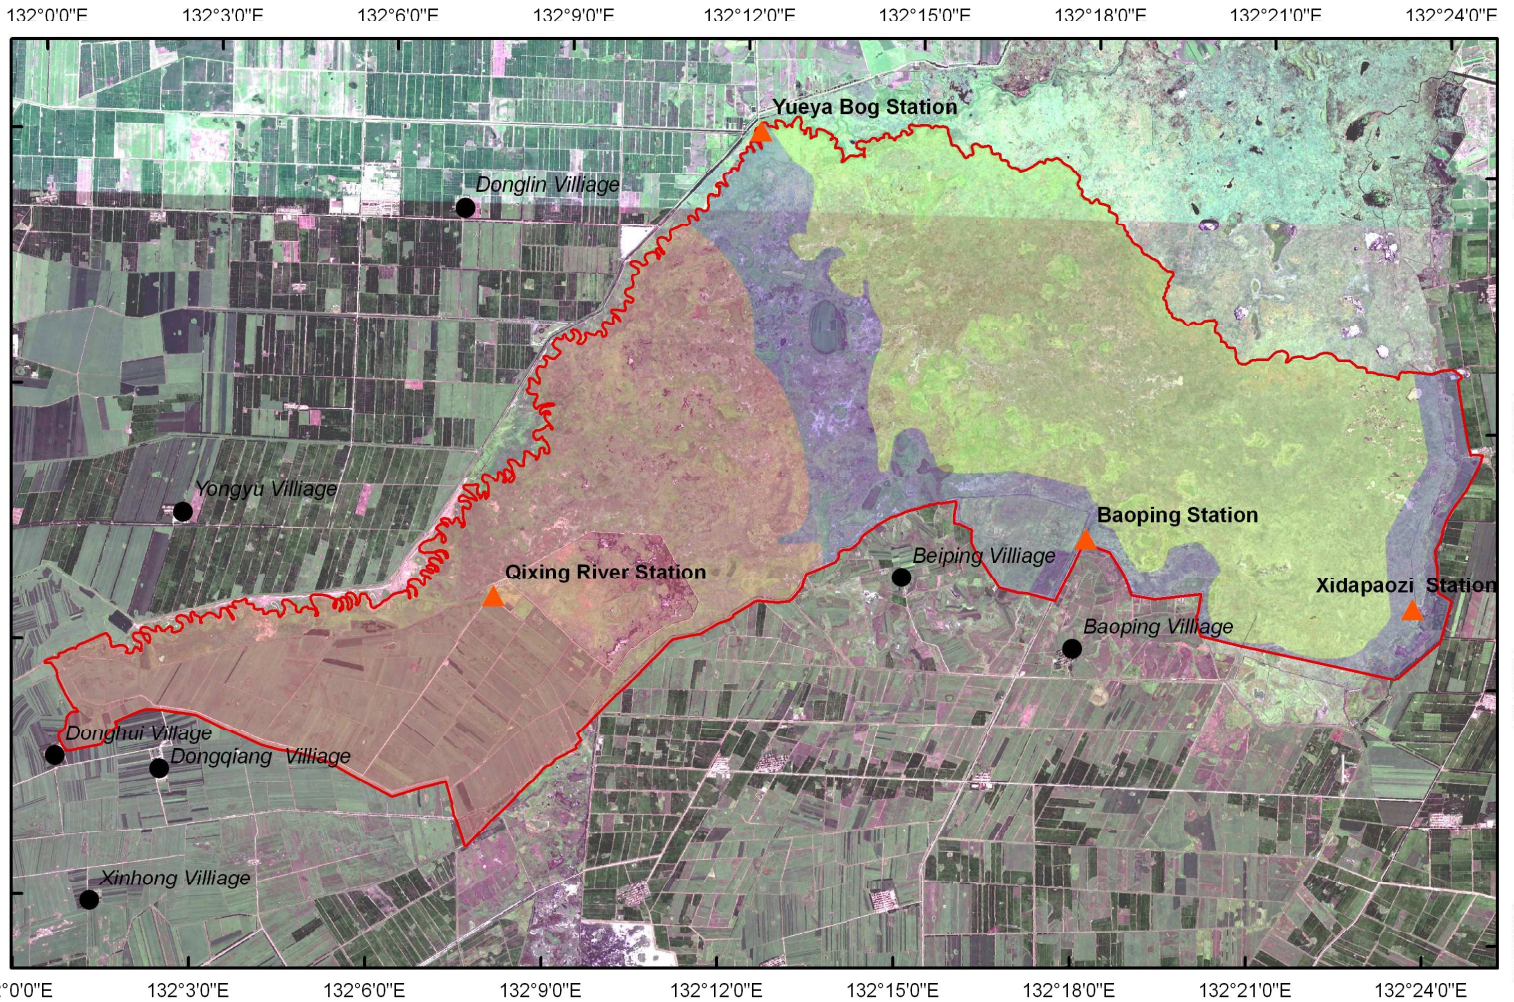 132°0'0"E 132°3'0"E 132°6'0"E 132°9'0"E 132°12'0"E 132°15'0"E 132°18'0"E 132°21'0"E 132°24'0"E
Yueya Bog Station
Donglin Villiage
Yongyu Villiage
Baoping Station
Beiping Villiage
Qixing River Station
Xidapaozi Station
Baoping Villiage
Donghui Village
Dongqiang Villiage
Xinhong Villiage
2°0'0"E 132°3'0"E 132°6'0"E 132°9'0"E 132°12'0"E 132°15'0"E 132°18'0"E 132°21'0"E 132°24'0"E